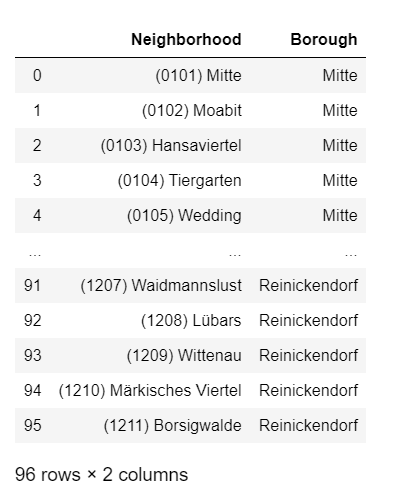 Neighborhood Borough
0 (0101) Mitte Mitte
1 (0102) Moabit Mitte
2 (0103) Hansaviertel Mitte
3 (0104) Tiergarten Mitte
4 (0105) Wedding Mitte
... ... ...
91 (1207) Waidmannslust Reinickendorf
92 (1208) Lübars Reinickendorf
93 (1209) Wittenau Reinickendorf
94 (1210) Märkisches Viertel Reinickendorf
95 (1211) Borsigwalde Reinickendorf
96 rows × 2 columns